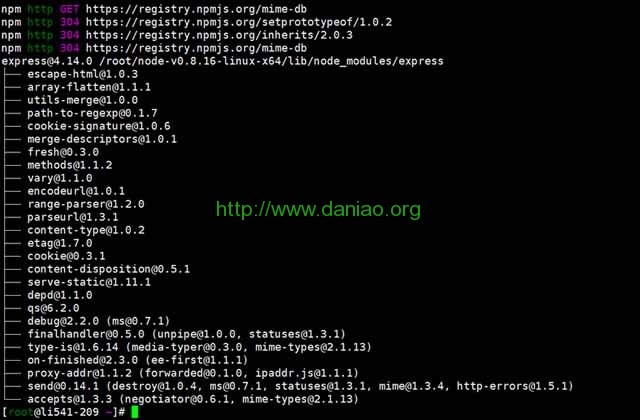 npm http GET https://registry.npmjs.org/mime-db
npm http 304 https://registry.npmjs.org/setprototypeof/1.0.2
npm http 304 https://registry.npmjs.org/inherits/2.0.3
npm http 304 https://registry.npmjs.org/mime-db
express@4.14.0 /root/node-v0.8.16-linux-x64/lib/node_modules/express
├── escape-html@1.0.3
├── array-flatten@1.1.1
├── utils-merge@1.0.0
├── path-to-regexp@0.1.7
├── cookie-signature@1.0.6
├── merge-descriptors@1.0.1
├── fresh@0.3.0
├── methods@1.1.2
├── vary@1.1.0
├── encodeurl@1.0.1
├── range-parser@1.2.0
├── parseurl@1.3.1
http://www.daniao.org
├── content-type@1.0.2
├── etag@1.7.0
├── cookie@0.3.1
├── content-disposition@0.5.1
├── serve-static@1.11.1
├── depd@1.1.0
├── qs@6.2.0
├── debug@2.2.0 (ms@0.7.1)
├── finalhandler@0.5.0 (unpipe@1.0.0, statuses@1.3.1)
├── type-is@1.6.14 (media-typer@0.3.0, mime-types@2.1.13)
├── on-finished@2.3.0 (ee-first@1.1.1)
├── proxy-addr@1.1.2 (forwarded@0.1.0, ipaddr.js@1.1.1)
├── send@0.14.1 (destroy@1.0.4, ms@0.7.1, statuses@1.3.1, mime@1.3.4, http-errors@1.5.1)
└── accepts@1.3.3 (negotiator@0.6.1, mime-types@2.1.13)
[root@li541-209 ~]#